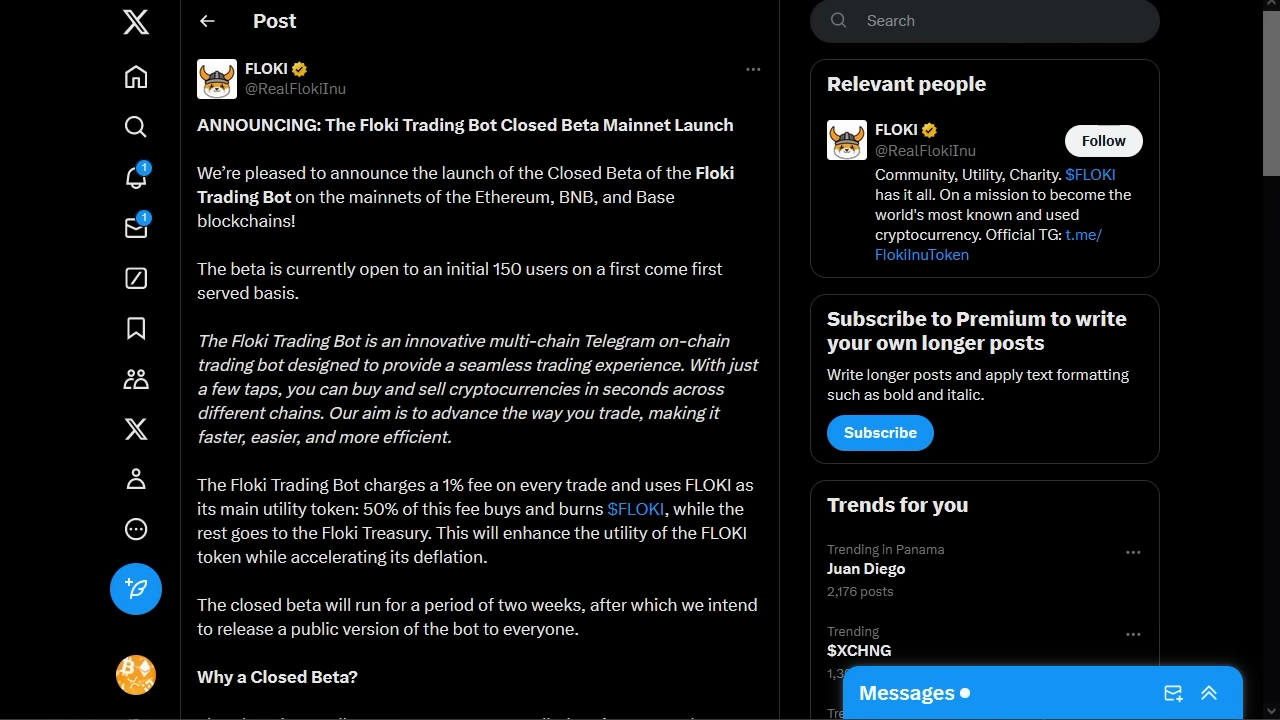 Post
FLOKI
@RealFlokiInu
ANNOUNCING: The Floki Trading Bot Closed Beta Mainnet Launch
We’re pleased to announce the launch of the Closed Beta of the Floki
Trading Bot on the mainnets of the Ethereum, BNB, and Base
blockchains!
The beta is currently open to an initial 150 users on a first come first
served basis.
The Floki Trading Bot is an innovative multi-chain Telegram on-chain
trading bot designed to provide a seamless trading experience. With just
a few taps, you can buy and sell cryptocurrencies in seconds across
different chains. Our aim is to advance the way you trade, making it
faster, easier, and more efficient.
The Floki Trading Bot charges a 1% fee on every trade and uses FLOKI as
its main utility token: 50% of this fee buys and burns $FLOKI, while the
rest goes to the Floki Treasury. This will enhance the utility of the FLOKI
token while accelerating its deflation.
The closed beta will run for a period of two weeks, after which we intend
to release a public version of the bot to everyone.
Why a Closed Beta?
1
1
Search
Relevant people
FLOKI
@RealFlokiInu
Follow
Community, Utility, Charity. $FLOKI
has it all. On a mission to become the
world's most known and used
cryptocurrency. Official TG: t.me/
FlokiInuToken
Subscribe to Premium to write
your own longer posts
Write longer posts and apply text formatting
such as bold and italic.
Subscribe
Trends for you
Trending in Panama
Juan Diego
2,176 posts
Trending
$XCHNG
Messages